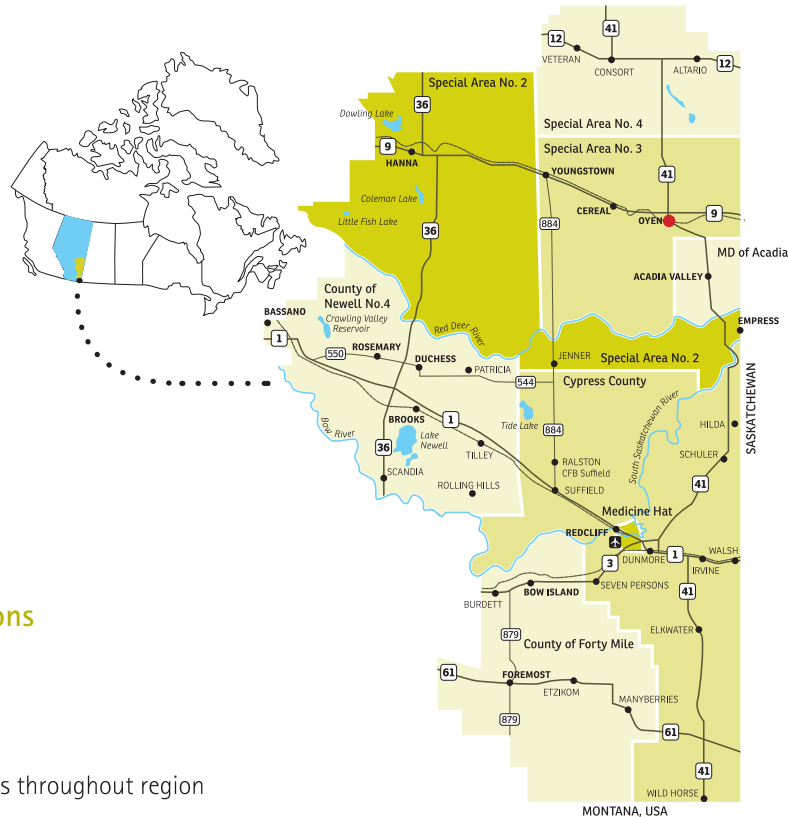 41
12
VETERAN
CONSORT
ALTARIO
12
Special Area No. 2
36
Dowling Lake
Special Area No. 4
9
HANNA
Special Area No. 3
YOUNGSTOWN
41
Coleman Lake
CEREAL
9
Little Fish Lake
OYEN
884
36
MD of Acadia
ACADIA VALLEY
County of
Newell No.4
BASSANO
Crawling Valley
Reservoir
EMPRESS
Red Deer
River
1
550
ROSEMARY
DUCHESS
PATRICIA
JENNER
Special Area No. 2
544
Cypress County
SASKATCHEWAN
BROOKS
1
Tide Lake
South Saskatchewan River
Bow River
884
HILDA
36
Lake
Newell
TILLEY
SCHULER
SCANDIA
RALSTON
CFB Suffield
ROLLING HILLS
SUFFIELD
41
Medicine Hat
REDCLIFF
DUNMORE
1
WALSH
3
IRVINE
SEVEN PERSONS
BOW ISLAND
41
BURDETT
ons
879
County of Forty Mile
ELKWATER
61
FOREMOST
ETZIKOM
MANYBERRIES
879
61
41
s throughout region
WILD HORSE
MONTANA, USA